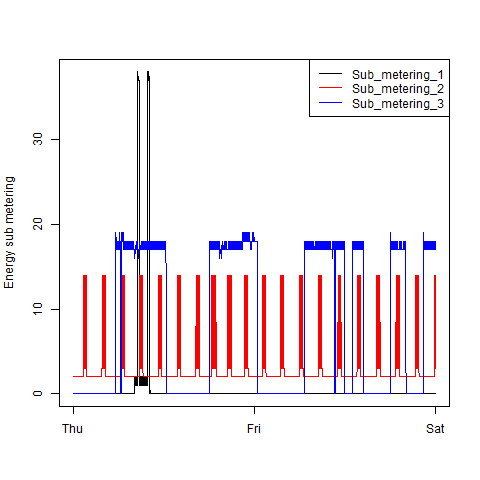 Sub_metering_1
Sub_metering_2
Sub_metering_3
Energy sub metering
30
20
10
0
Thu Fri Sat